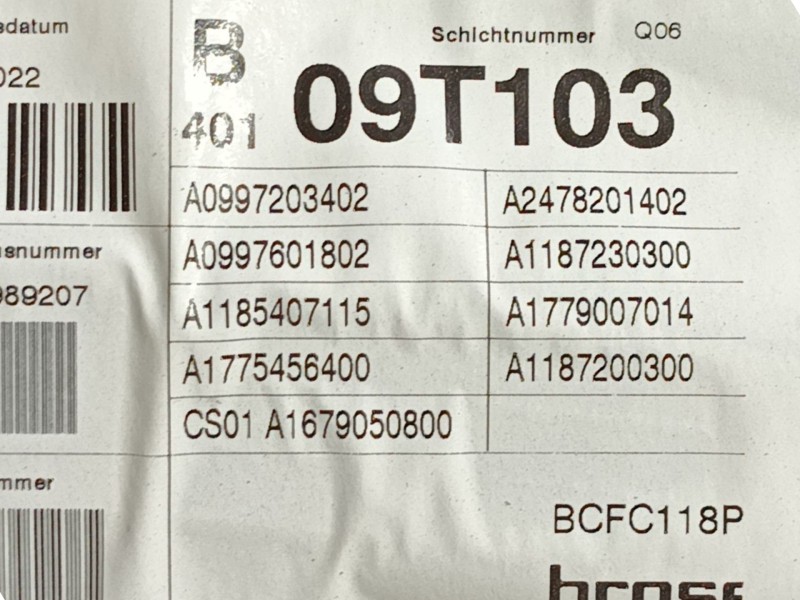 sdatum
022
B
401
Schichtnummer Q06
09T103
A0997203402 A2478201402
A0997601802 A1187230300
A1185407115 A1779007014
A1775456400 A1187200300
CS01 A1679050800
snummer
989207
mmer
BCFC118P
brose